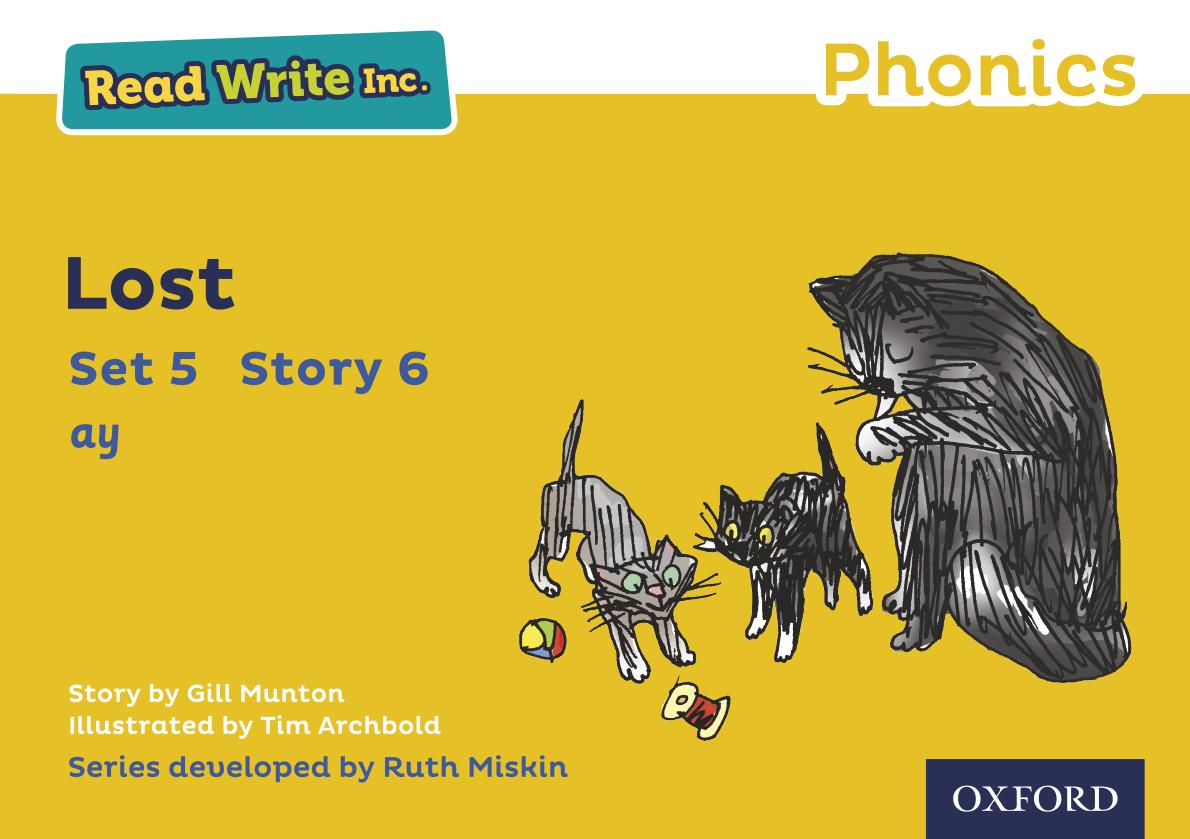 Read Write Inc.
Phonics
Lost
Set 5 Story 6
ay
Story by Gill Munton
Illustrated by Tim Archbold
Series developed by Ruth Miskin
OXFORD